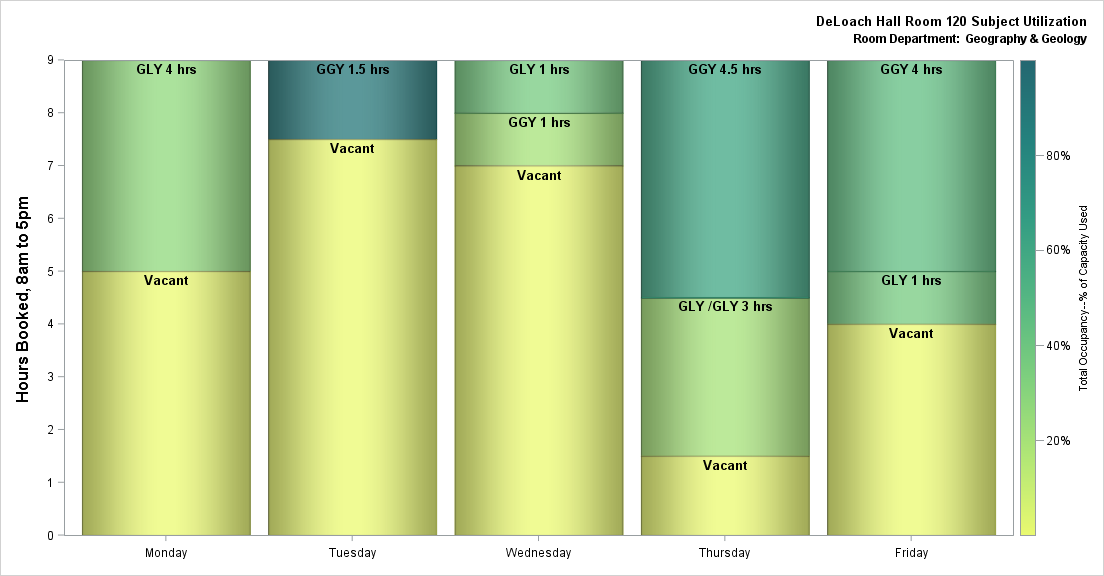 DeLoach Hall Room 120 Subject Utilization
Room Department: Geography & Geology
Hours Booked, 8am to 5pm
9
8
7
6
5
4
3
2
1
0
GLY 4 hrs
Vacant
GGY 1.5 hrs
Vacant
GLY 1 hrs
GGY 1 hrs
Vacant
GGY 4.5 hrs
GLY /GLY 3 hrs
Vacant
GGY 4 hrs
GLY 1 hrs
Vacant
Monday
Tuesday
Wednesday
Thursday
Friday
80%
60%
40%
20%
Total Occupancy--% of Capacity Used